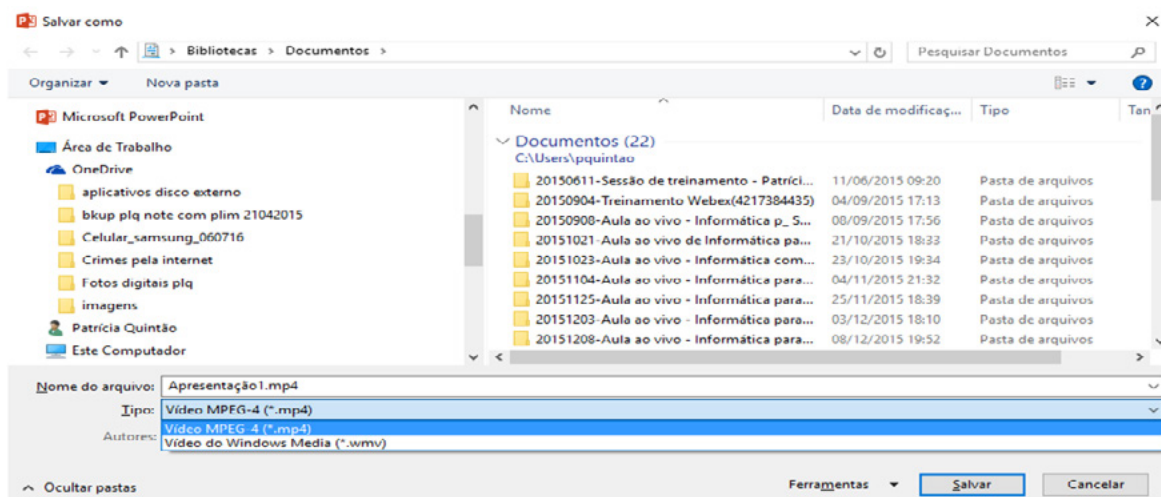 Salvar como
Bibliotecas > Documentos >
Pesquisar Documentos
Organizar
Nova pasta
Microsoft PowerPoint
Área de Trabalho
OneDrive
aplicativos disco externo
bkup plq note com plim 21042015
Celular_samsung_060716
Crimes pela internet
Fotos digitais plq
imagens
Patrícia Quintão
Este Computador
Nome Data de modificaç... Tipo Tan
Documentos (22)
C:\Users\pquintao
20150611-Sessão de treinamento - Patríci... 11/06/2015 09:20 Pasta de arquivos
20150904-Treinamento Webex(4217384435) 04/09/2015 17:13 Pasta de arquivos
20150908-Aula ao vivo - Informática p_ S... 08/09/2015 17:56 Pasta de arquivos
20151021-Aula ao vivo de Informática pa... 21/10/2015 18:33 Pasta de arquivos
20151023-Aula ao vivo - Informática com... 23/10/2015 19:34 Pasta de arquivos
20151104-Aula ao vivo - Informática para... 04/11/2015 21:32 Pasta de arquivos
20151125-Aula ao vivo - Informática para... 25/11/2015 18:39 Pasta de arquivos
20151203-Aula ao vivo - Informática para... 03/12/2015 18:10 Pasta de arquivos
20151208-Aula ao vivo - Informática para... 08/12/2015 19:52 Pasta de arquivos
Nome do arquivo: Apresentação1.mp4
Tipo: Vídeo MPEG-4 (*.mp4)
Vídeo MPEG-4 (*.mp4)
Autores: Vídeo do Windows Media (*.wmv)
Ocultar pastas
Ferramentas
Salvar
Cancelar